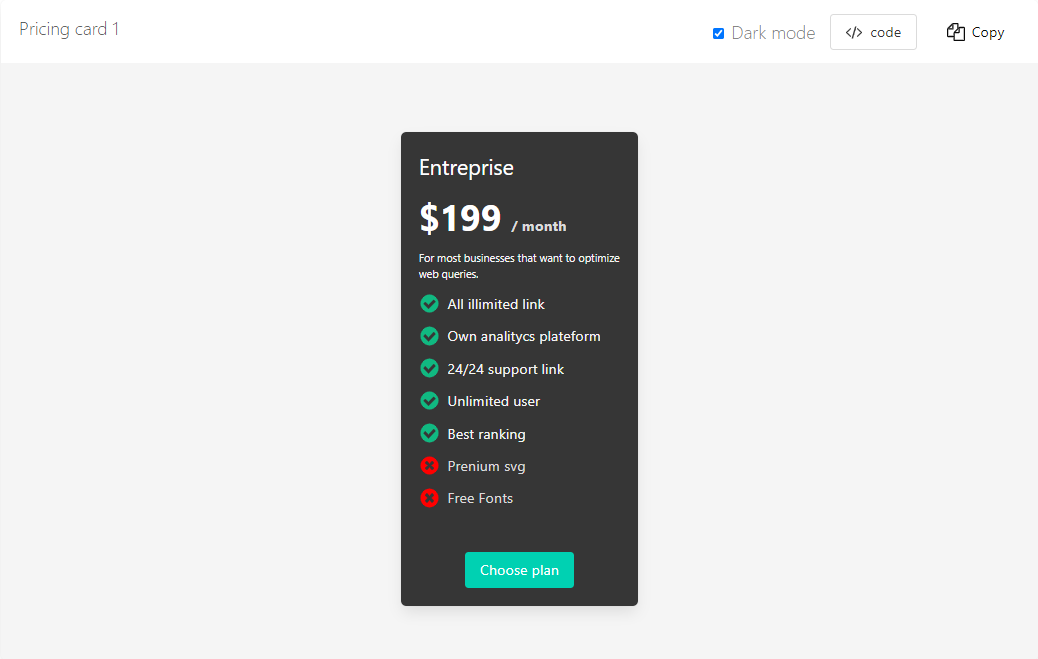 Pricing card 1
Dark mode
</> code
Copy
Entreprise
$199 / month
For most businesses that want to optimize
web queries.
All illimited link
Own analitycs plateform
24/24 support link
Unlimited user
Best ranking
Prenium svg
Free Fonts
Choose plan